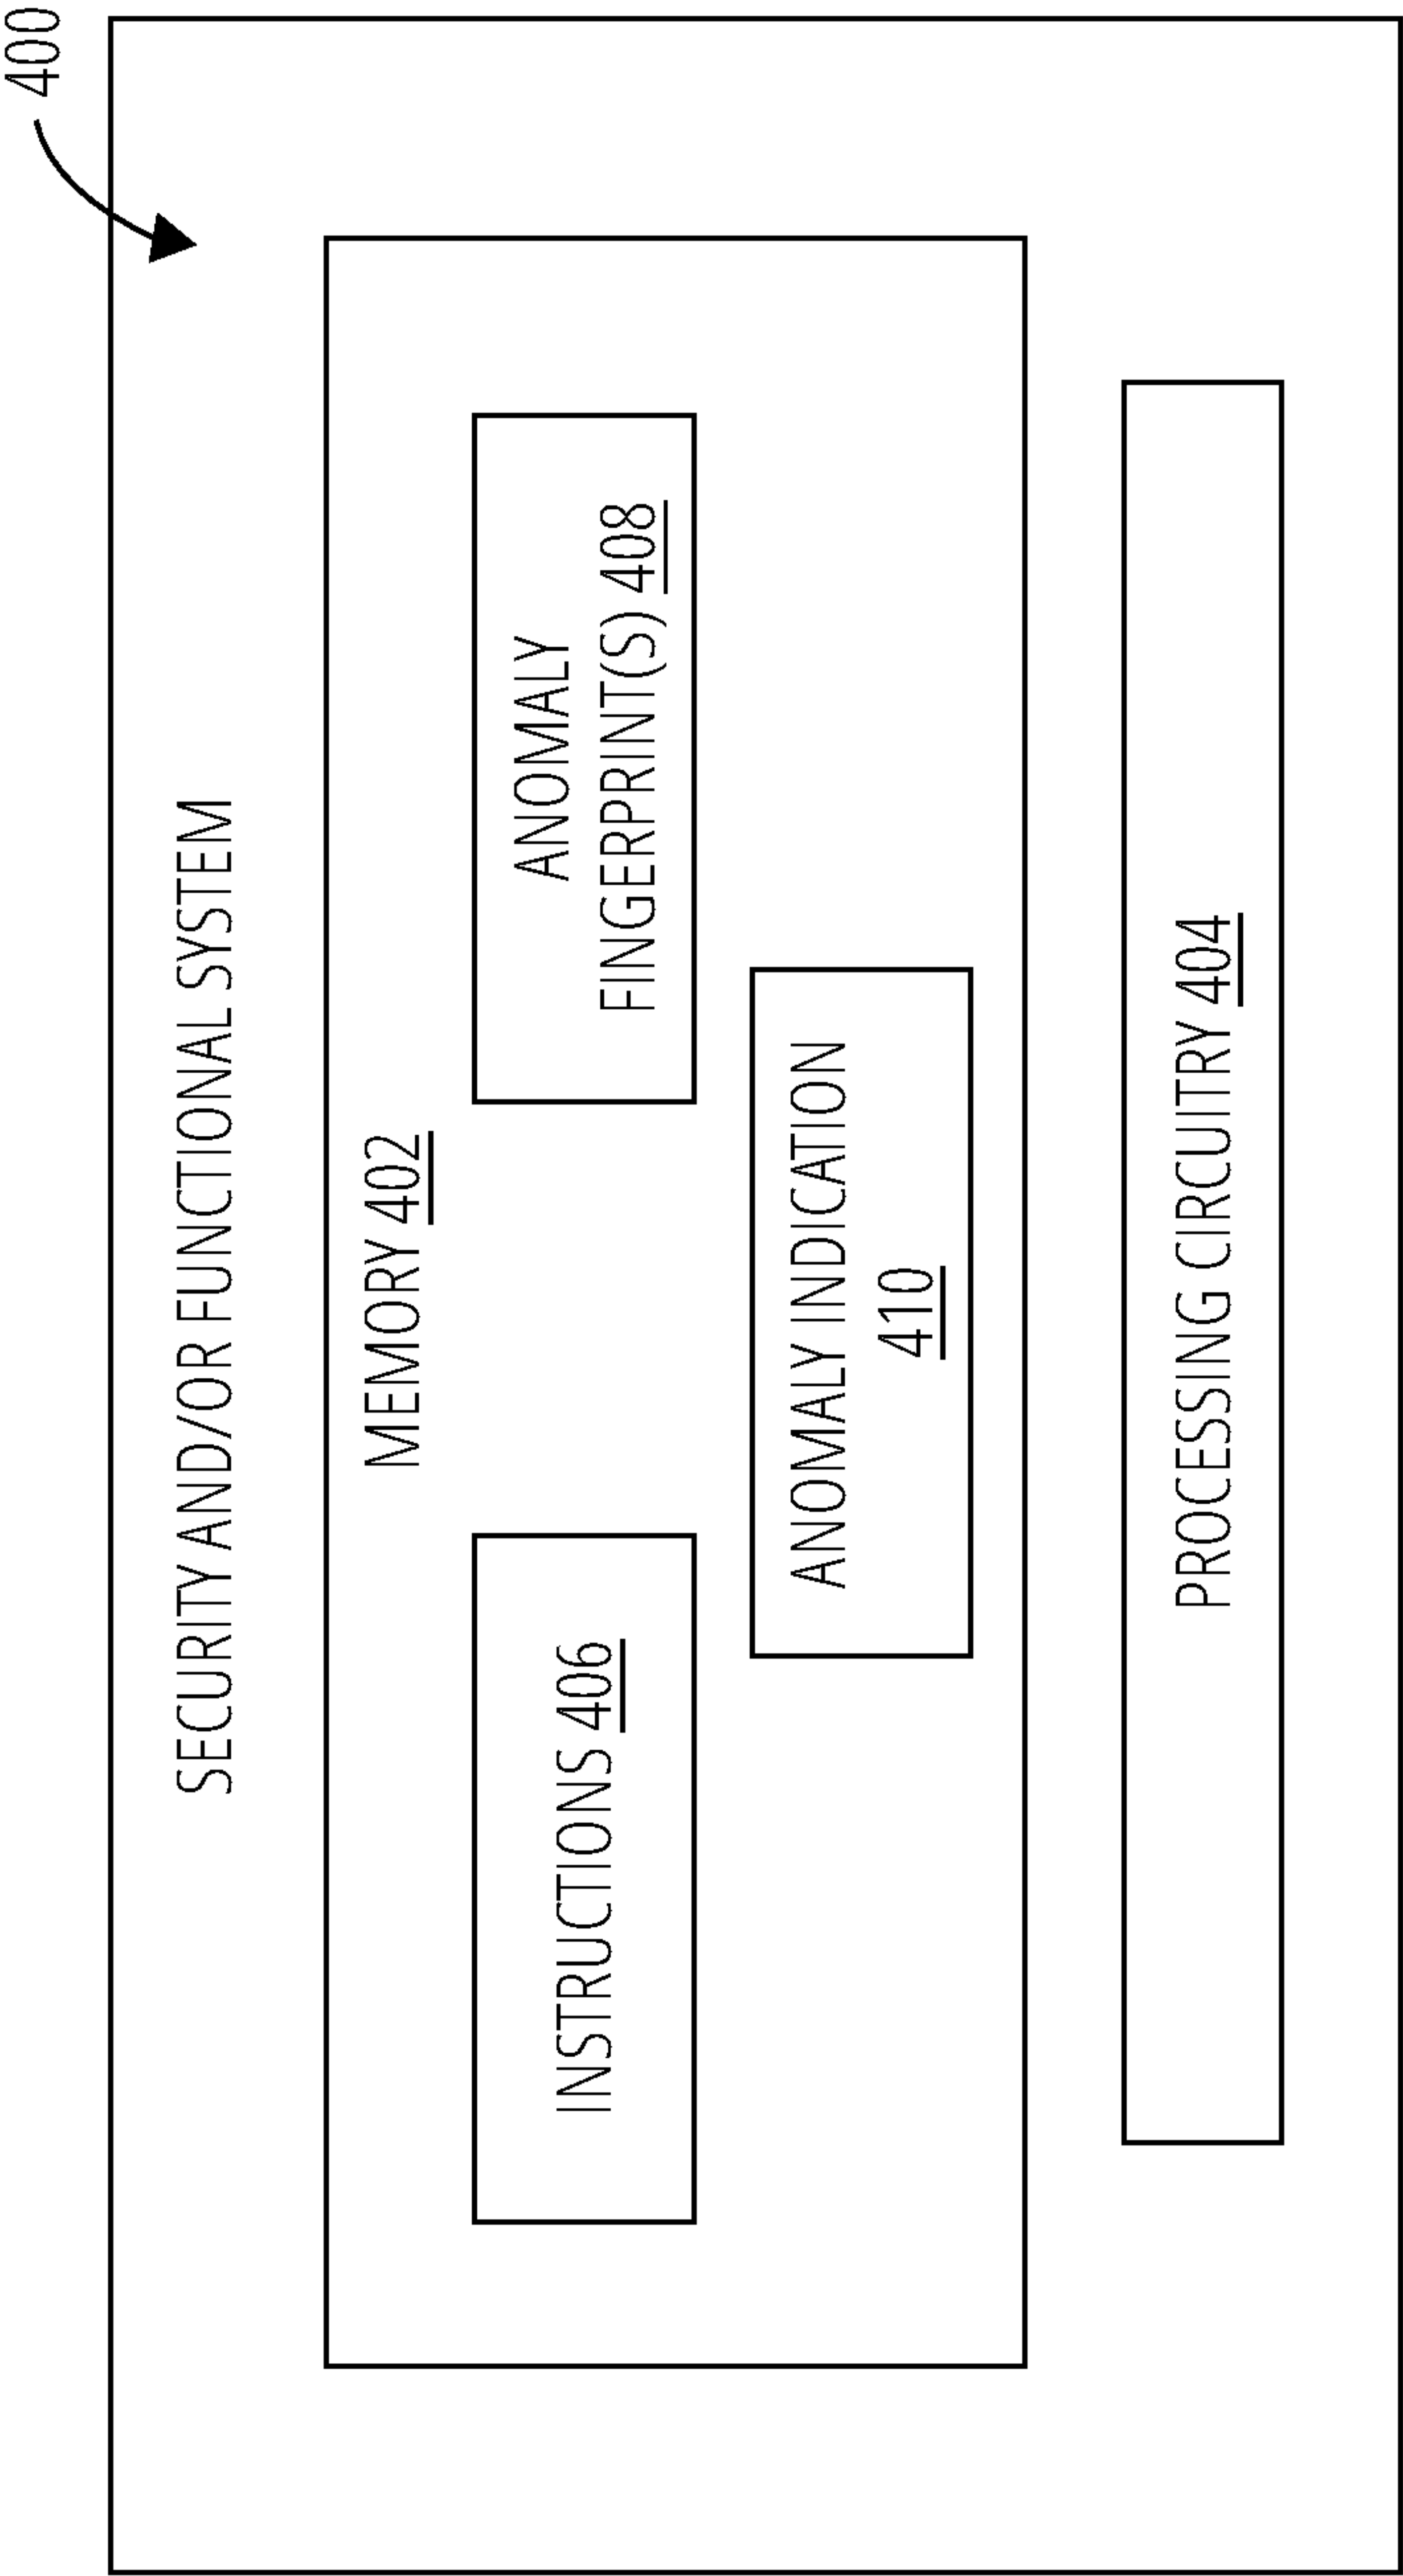 400
SECURITY AND/OR FUNCTIONAL SYSTEM
MEMORY 402
INSTRUCTIONS 406
ANOMALY
FINGERPRINT(S) 408
ANOMALY INDICATION
410
PROCESSING CIRCUITRY 404